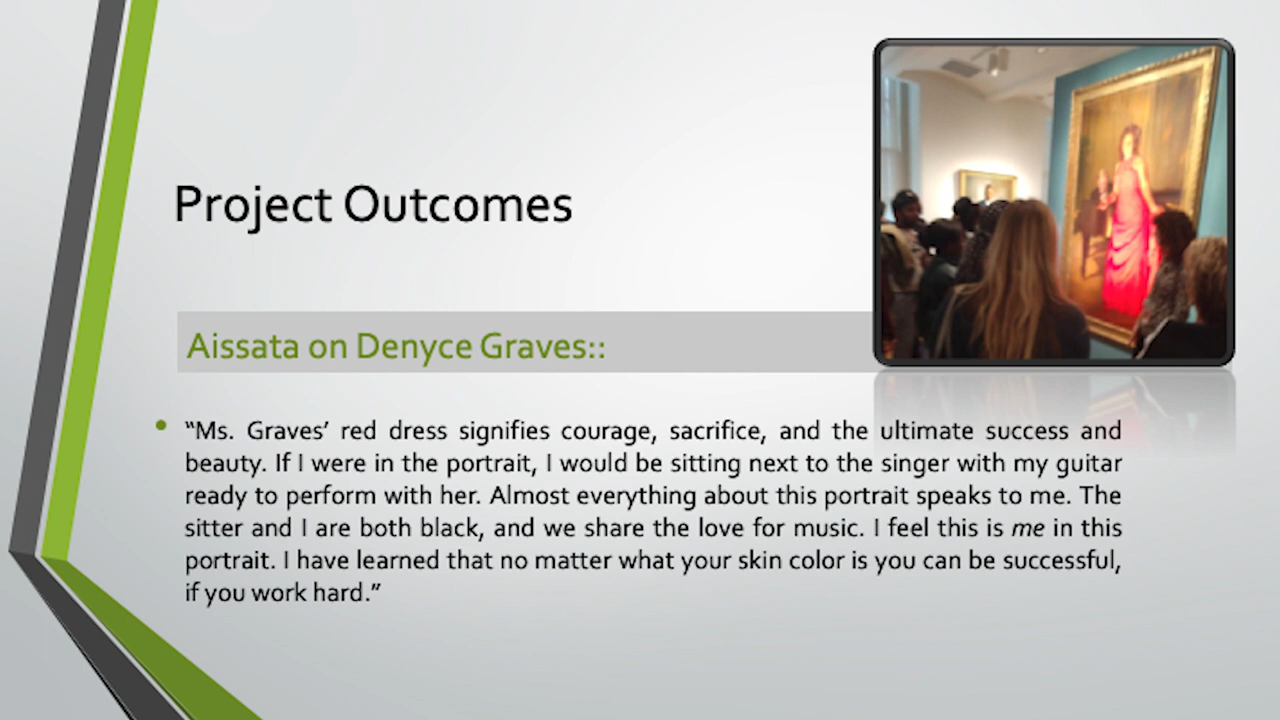 Project Outcomes
Aissata on Denyce Graves::
“Ms. Graves’ red dress signifies courage, sacrifice, and the ultimate success and
beauty. If I were in the portrait, I would be sitting next to the singer with my guitar
ready to perform with her. Almost everything about this portrait speaks to me. The
sitter and I are both black, and we share the love for music. I feel this is me in this
portrait. I have learned that no matter what your skin color is you can be successful,
if you work hard.”